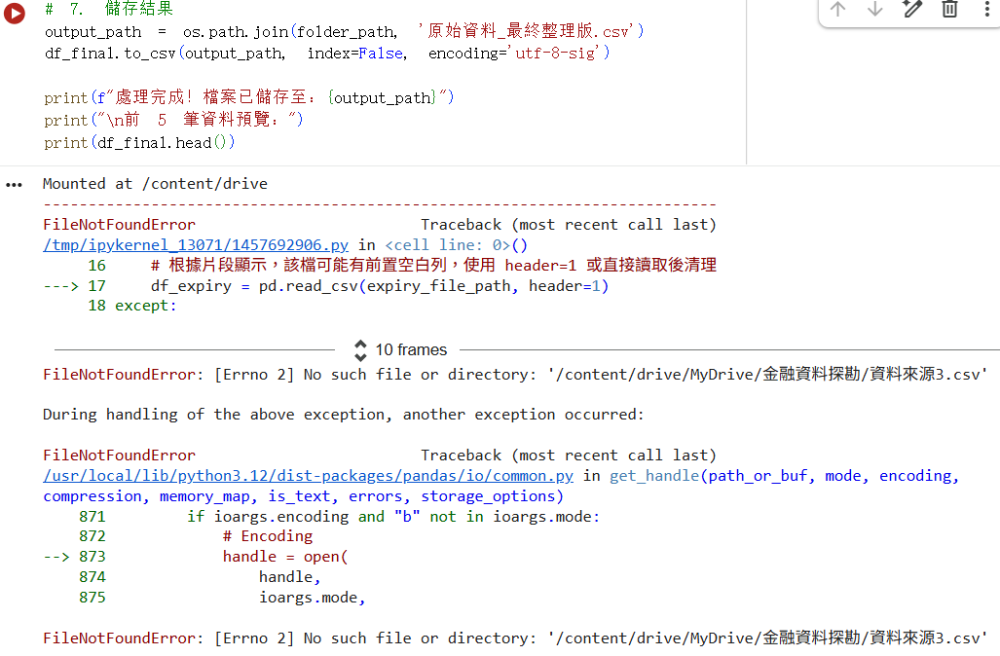 # 7. 儲存結果
output_path = os.path.join(folder_path, '原始資料_最終整理版.csv')
df_final.to_csv(output_path, index=False, encoding='utf-8-sig')
print(f"處理完成! 檔案已儲存至: {output_path}")
print("\n前 5 筆資料預覽: ")
print(df_final.head())
Mounted at /content/drive
---------------------------------------------------------------------------
FileNotFoundError                         Traceback (most recent call last)
/tmp/ipykernel_13071/1457692906.py in <cell line: 0>()
16     # 根據片段顯示，該檔可能有前置空白列，使用 header=1 或直接讀取後清理
---> 17     df_expiry = pd.read_csv(expiry_file_path, header=1)
18 except:
10 frames
FileNotFoundError: [Errno 2] No such file or directory: '/content/drive/MyDrive/金融資料探勘/資料來源3.csv'
During handling of the above exception, another exception occurred:
FileNotFoundError                         Traceback (most recent call last)
/usr/local/lib/python3.12/dist-packages/pandas/io/common.py in get_handle(path_or_buf, mode, encoding,
compression, memory_map, is_text, errors, storage_options)
871         if ioargs.encoding and "b" not in ioargs.mode:
872             # Encoding
--> 873             handle = open(
874                 handle,
875                 ioargs.mode,
FileNotFoundError: [Errno 2] No such file or directory: '/content/drive/MyDrive/金融資料探勘/資料來源3.csv'